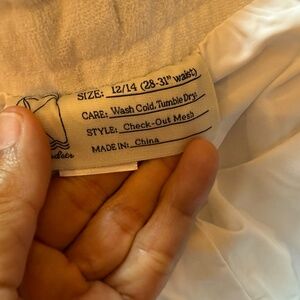 SIZE: 12/14 (28-31" waist)
CARE: Wash Cold, Tumble Dry
STYLE: Check-Out Mesh
MADE IN: China